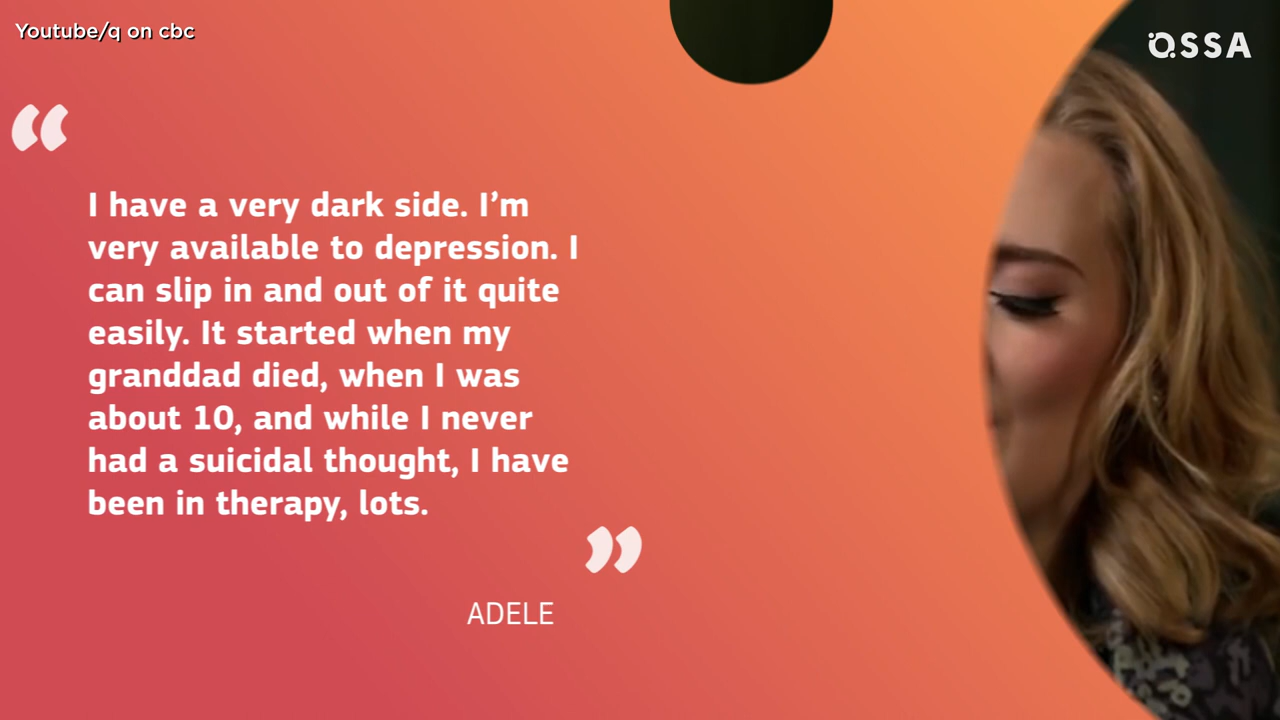 Youtube/q on cbc
OSSA
“
I have a very dark side. I’m
very available to depression. I
can slip in and out of it quite
easily. It started when my
granddad died, when I was
about 10, and while I never
had a suicidal thought, I have
been in therapy, lots.
”
ADELE